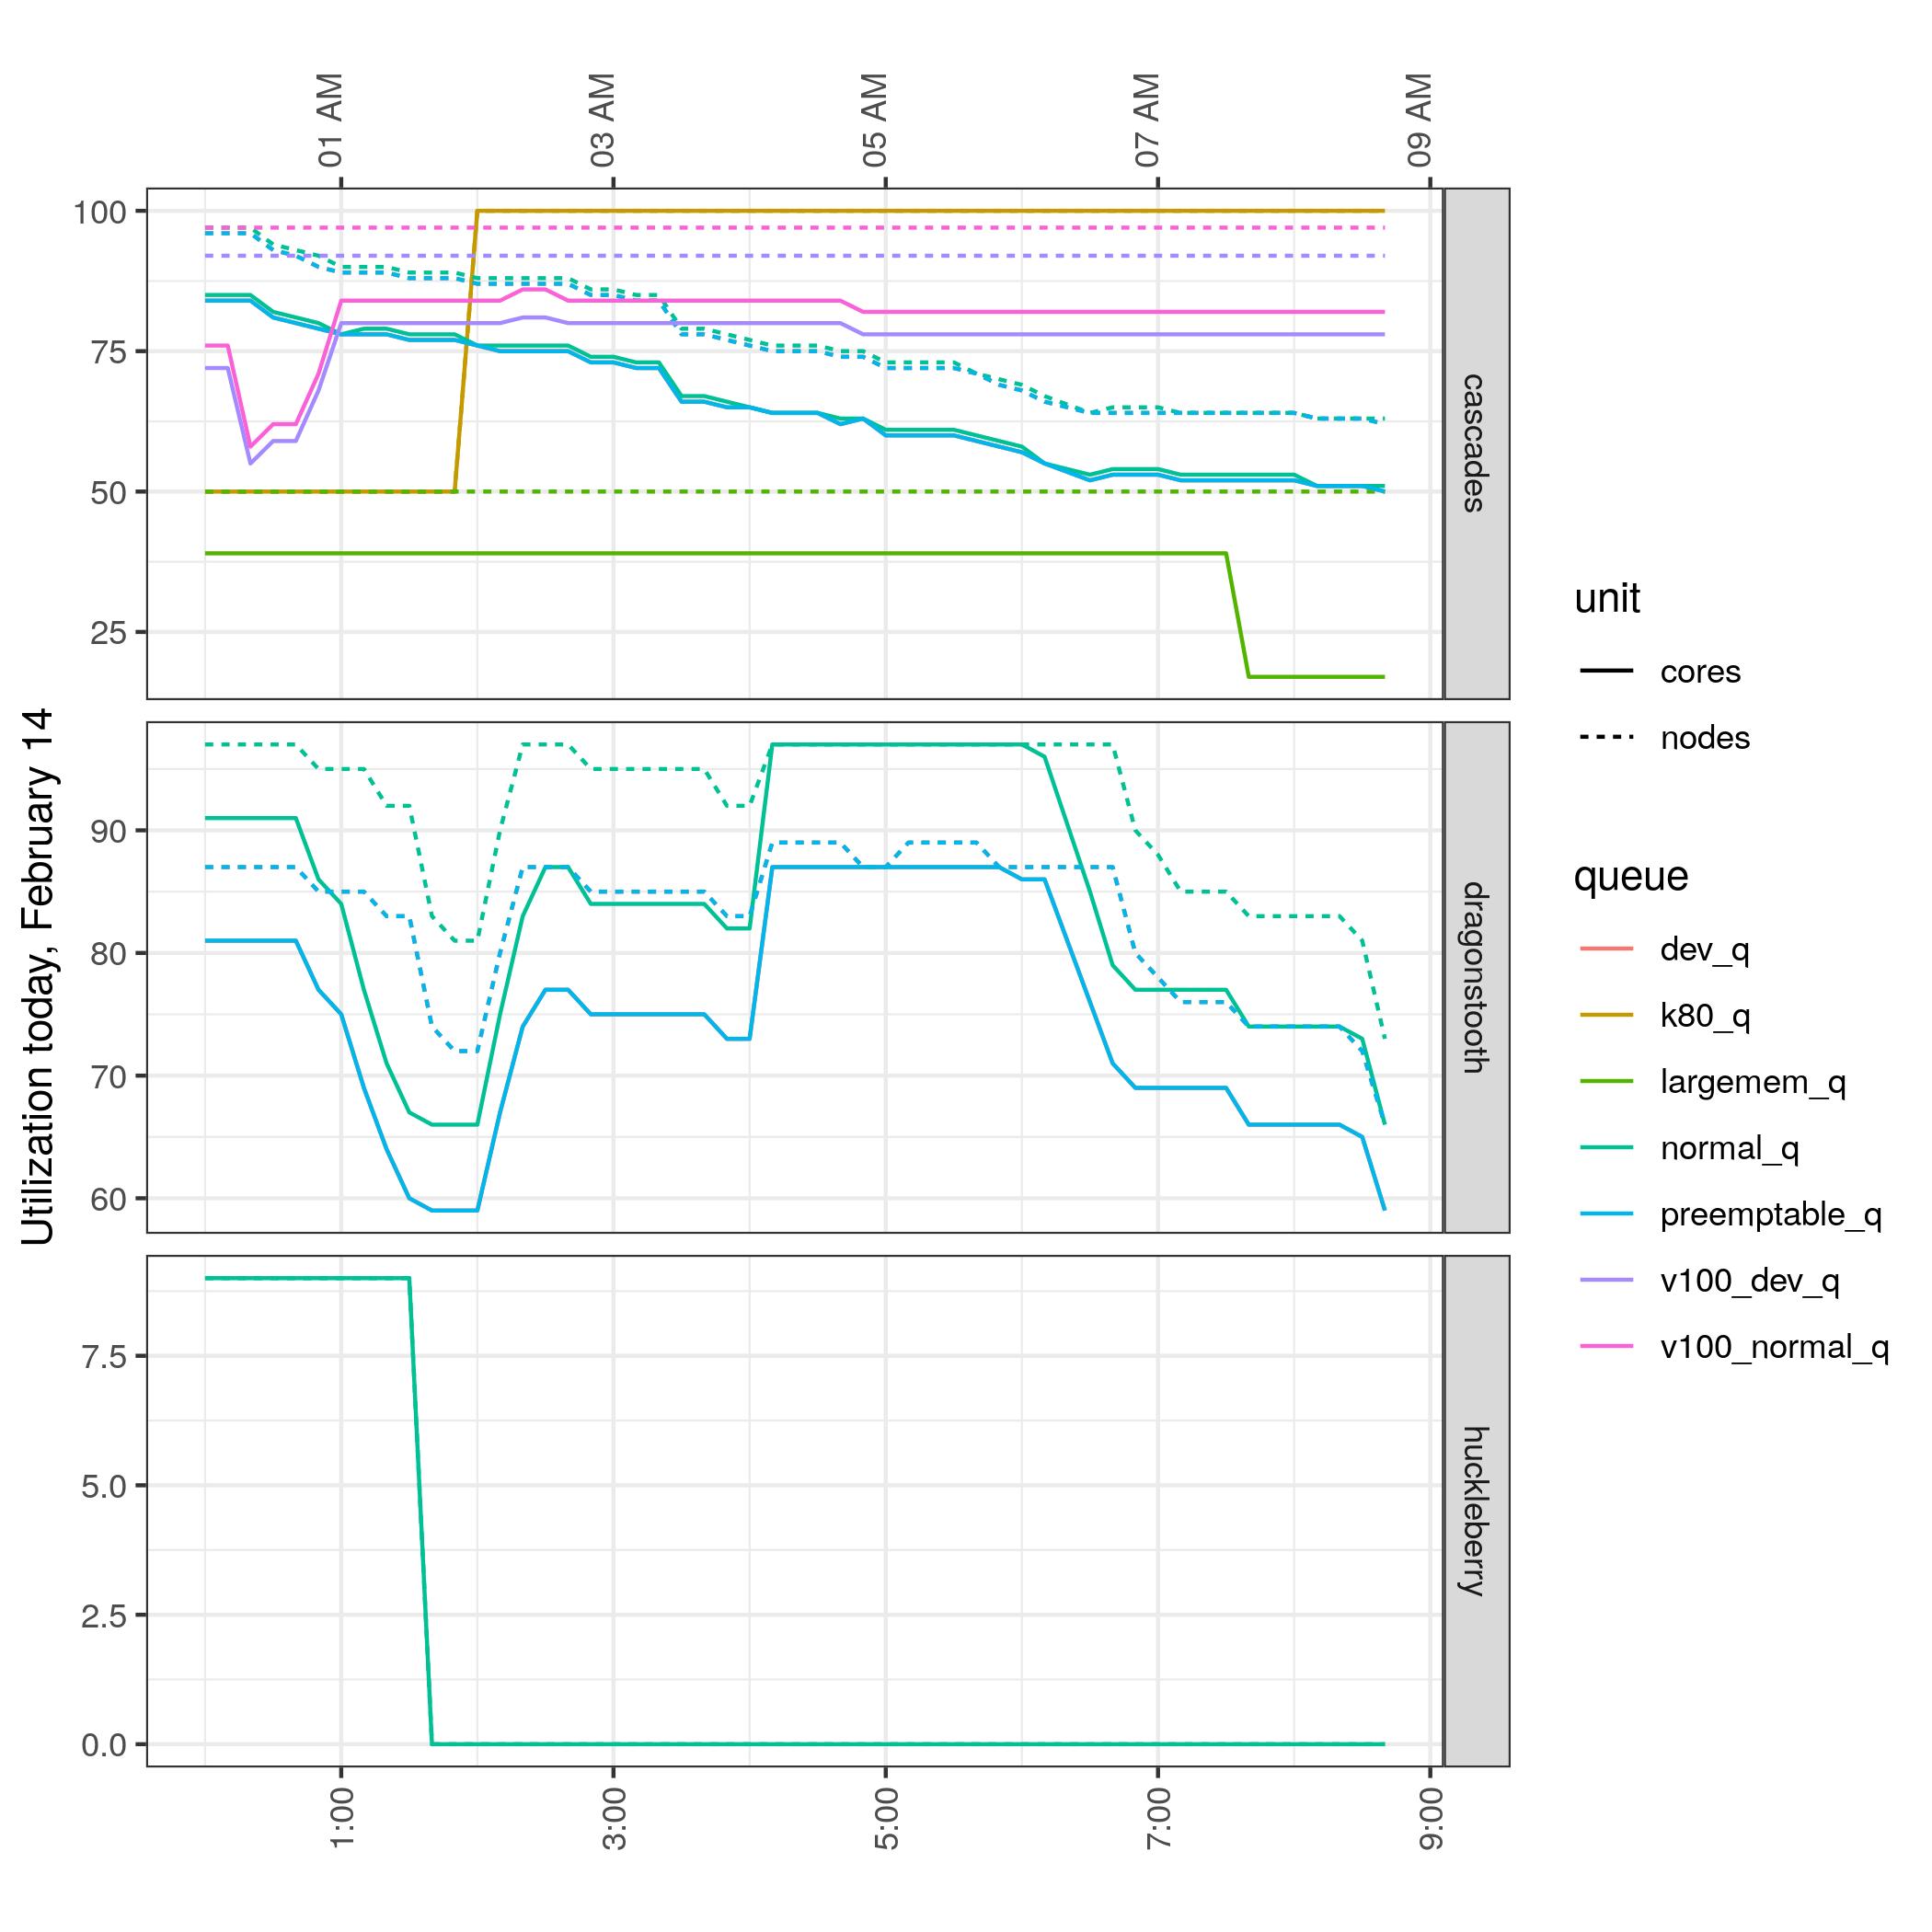 01 AM
03 AM
05 AM
07 AM
09 AM
Utilization today, February 14
100
75
50
25
cascades
90
80
70
60
dragonstooth
7.5
5.0
2.5
0.0
huckleberry
1:00
3:00
5:00
7:00
9:00
unit
cores
nodes
queue
dev_q
k80_q
largemem_q
normal_q
preemptable_q
v100_dev_q
v100_normal_q